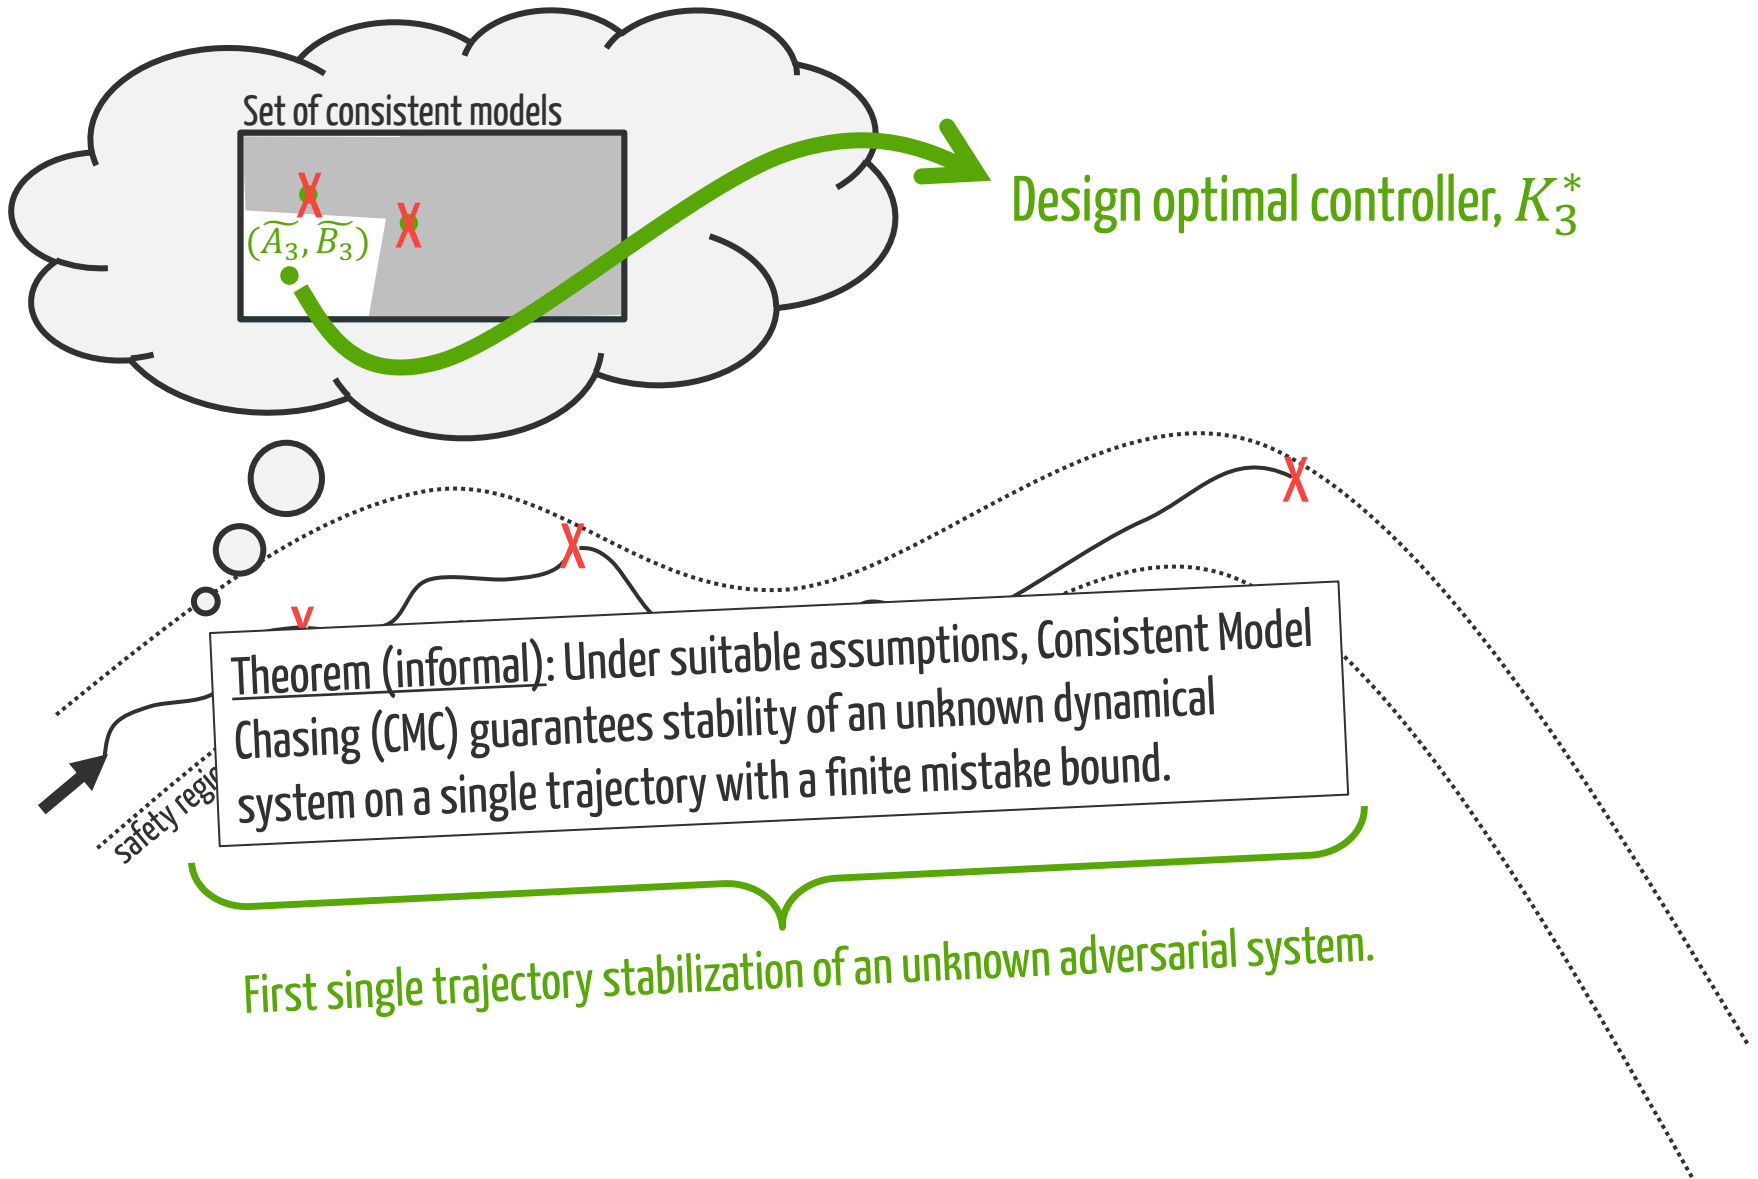 Set of consistent models
X
X
(Ã₃, B̃₃)
Design optimal controller, K₃*
X
X
X
safety regi
Theorem (informal): Under suitable assumptions, Consistent Model
Chasing (CMC) guarantees stability of an unknown dynamical
system on a single trajectory with a finite mistake bound.
First single trajectory stabilization of an unknown adversarial system.